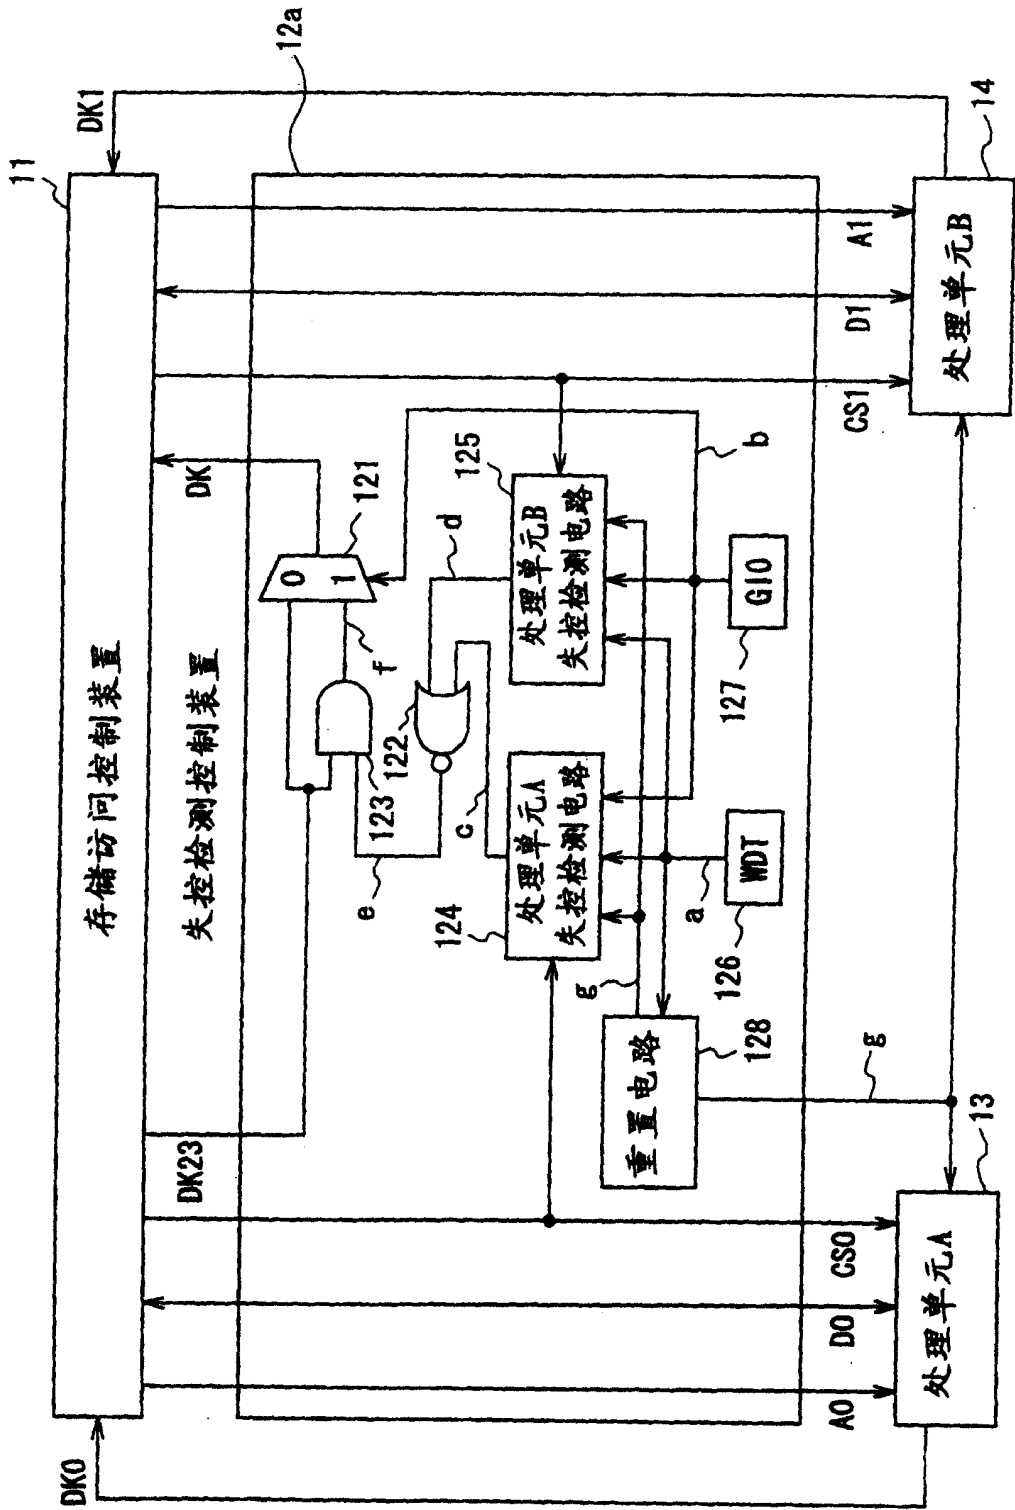 DK0
DK1
11
存储访问控制装置
12a
失控检测控制装置
DK23
DK
0
1
121
f
123
122
e
d
c
124
处理单元A
失控检测电路
125
处理单元B
失控检测电路
b
g
重置电路
128
a
WDT
126
GIO
127
g
A0
D0
CS0
CS1
D1
A1
处理单元A
13
处理单元B
14